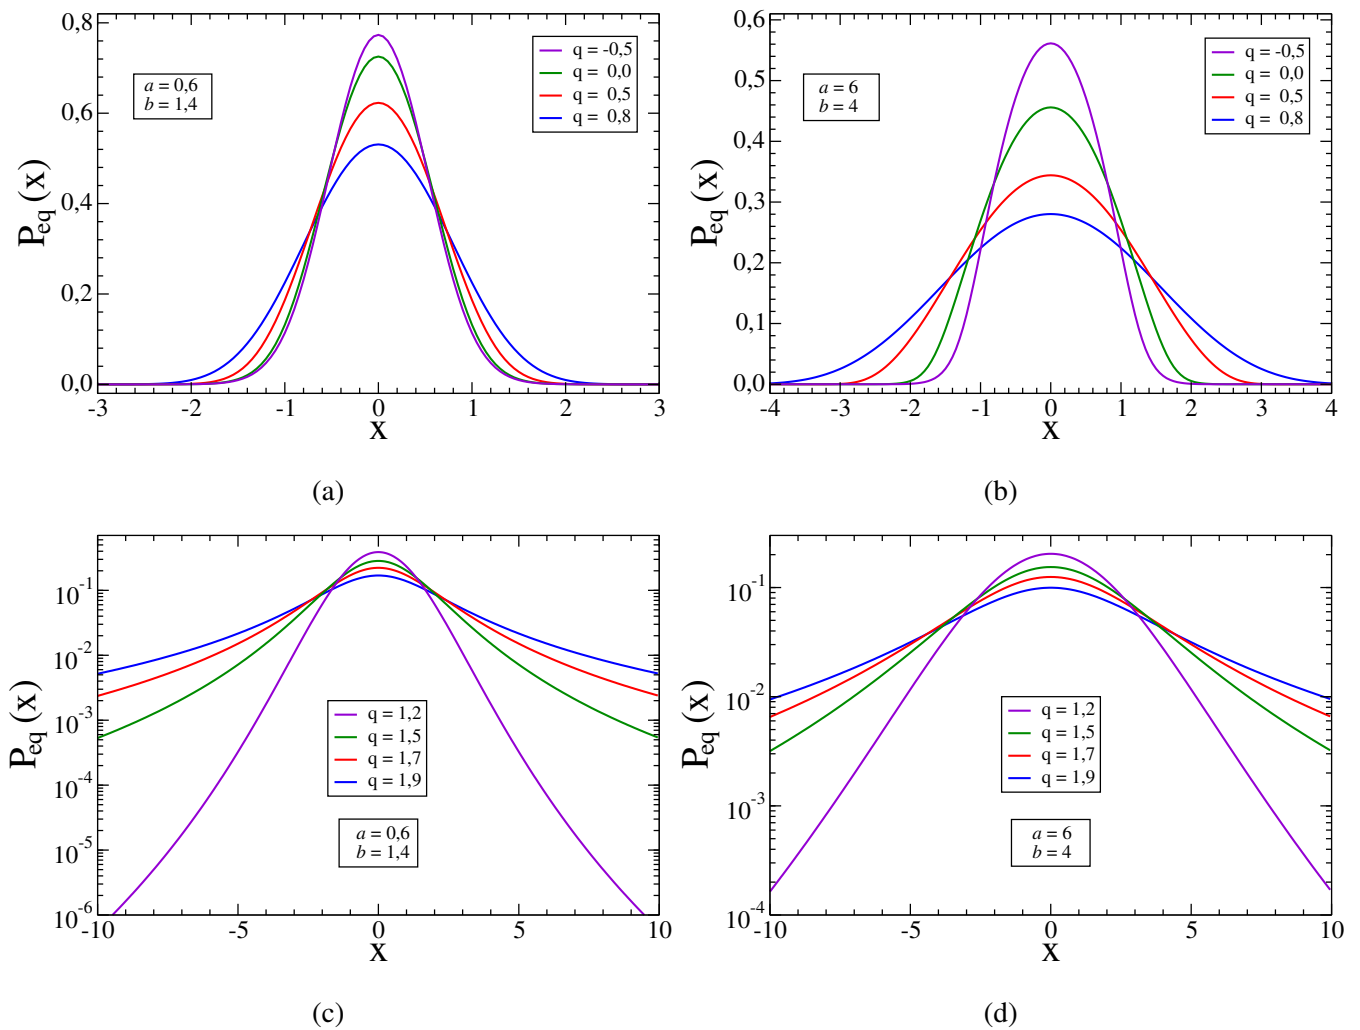 0,8
0,6
0,4
0,2
0,0
P_eq (x)
a = 0,6
b = 1,4
q = -0,5
q = 0,0
q = 0,5
q = 0,8
-3 -2 -1 0 1 2 3
x
(a)
0,6
0,5
0,4
0,3
0,2
0,1
0,0
P_eq (x)
a = 6
b = 4
q = -0,5
q = 0,0
q = 0,5
q = 0,8
-4 -3 -2 -1 0 1 2 3 4
x
(b)
10^-1
10^-2
10^-3
10^-4
10^-5
10^-6
P_eq (x)
q = 1,2
q = 1,5
q = 1,7
q = 1,9
a = 0,6
b = 1,4
-10 -5 0 5 10
x
(c)
10^-1
10^-2
10^-3
10^-4
P_eq (x)
q = 1,2
q = 1,5
q = 1,7
q = 1,9
a = 6
b = 4
-10 -5 0 5 10
x
(d)